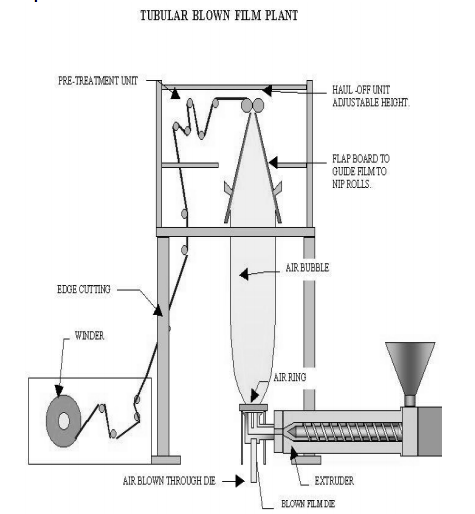 TUBULAR BLOWN FILM PLANT
PRE-TREATMENT UNIT
HAUL -OFF UNIT
ADJUSTABLE HEIGHT.
FLAP BOARD TO
GUIDE FILM TO
NIP ROLLS.
AIR BUBBLE
EDGE CUTTING
WINDER
AIR RING
AIR BLOWN THROUGH DIE
EXTRUDER
BLOWN FILM DIE